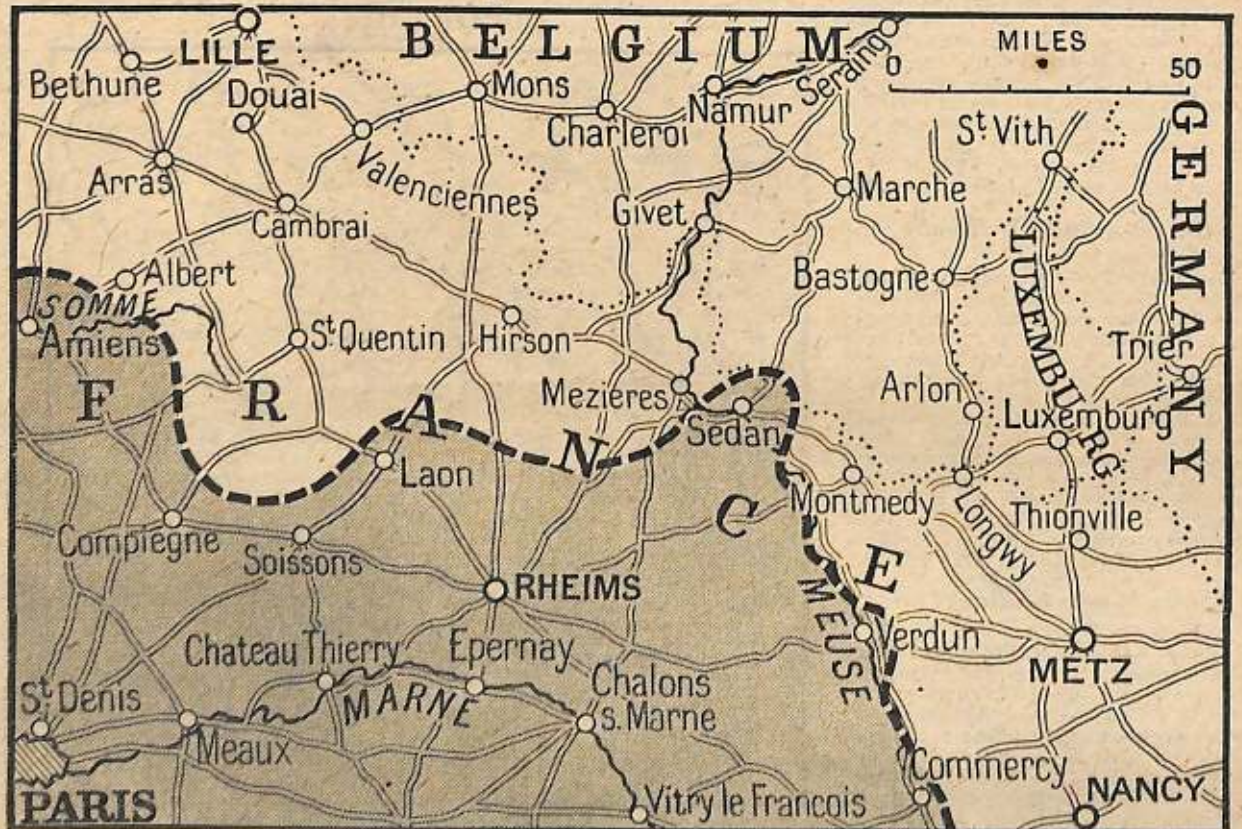 BELGIUM
MILES
0 50
LILLE
Bethune
Douai
Mons
Charleroi
Namur
Seraing
GERMANY
St Vith
Arras
Valenciennes
Marche
Cambrai
Givet
LUXEMBURG
Albert
Bastogne
SOMME
Amiens
St Quentin
Hirson
Trier
Mezieres
Arlon
FRANCE
Sedan
Luxemburg
Laon
Montmedy
Longwy
Thionville
Compiegne
Soissons
RHEIMS
MEUSE
Verdun
Chateau Thierry
Epernay
METZ
St Denis
MARNE
Chalons
s. Marne
Meaux
Commercy
PARIS
Vitry le Francois
NANCY